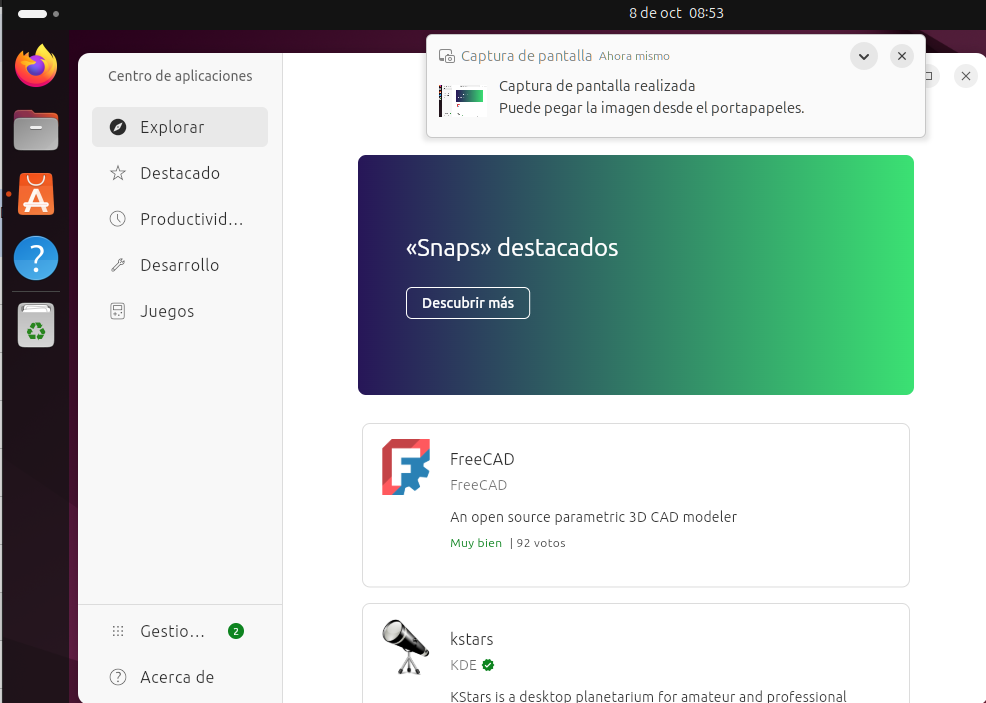 8 de oct 08:53
Centro de aplicaciones
Explorar
Destacado
Productivid...
Desarrollo
Juegos
Gestio... 2
Acerca de
Captura de pantalla Ahora mismo
Captura de pantalla realizada
Puede pegar la imagen desde el portapapeles.
«Snaps» destacados
Descubrir más
FreeCAD
FreeCAD
An open source parametric 3D CAD modeler
Muy bien | 92 votos
kstars
KDE
KStars is a desktop planetarium for amateur and professional